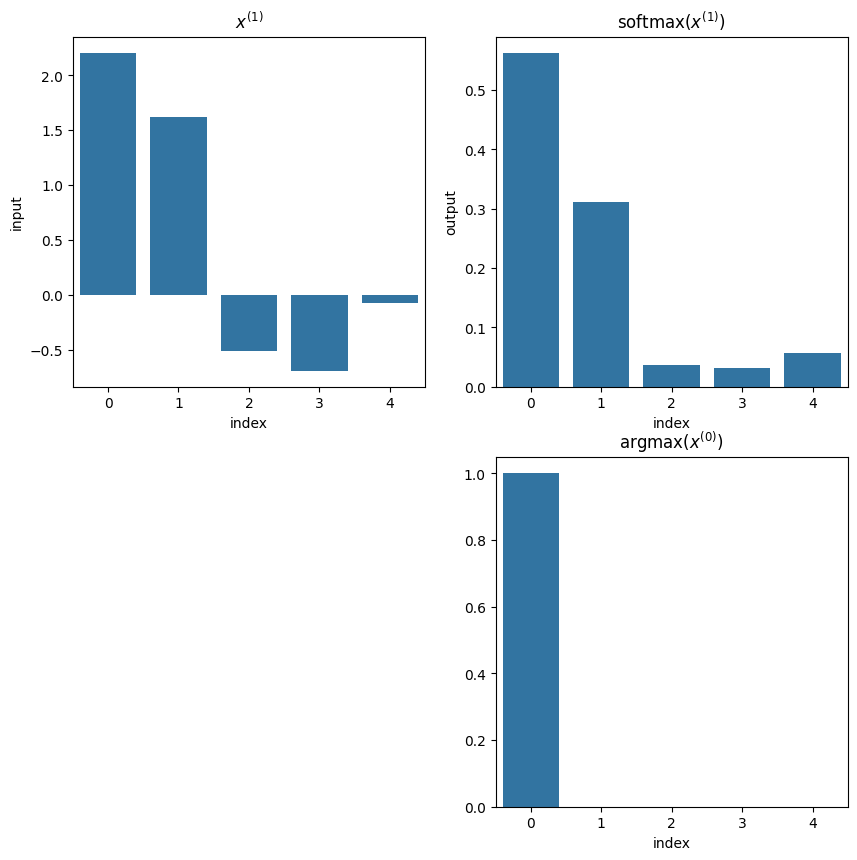 x^(1)
input
2.0
1.5
1.0
0.5
0.0
−0.5
0 1 2 3 4
index
softmax(x^(1))
output
0.5
0.4
0.3
0.2
0.1
0.0
0 1 2 3 4
index
argmax(x^(0))
1.0
0.8
0.6
0.4
0.2
0.0
0 1 2 3 4
index